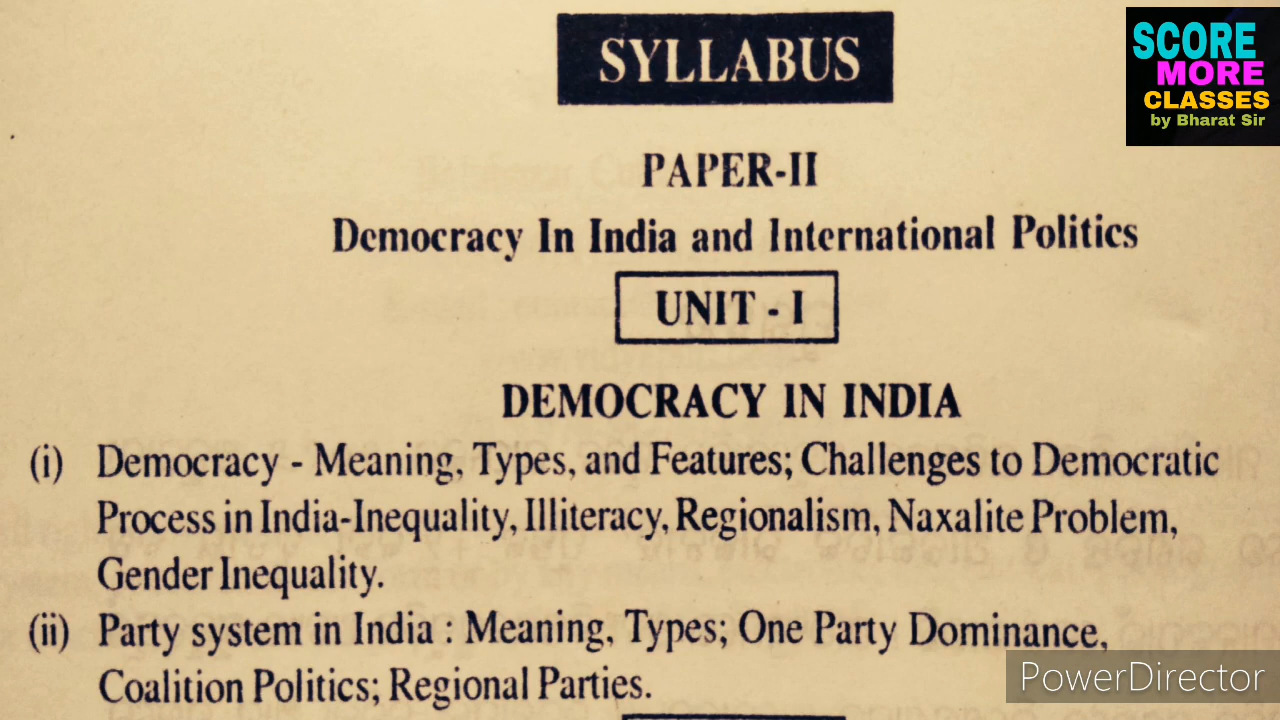 SYLLABUS
SCORE
MORE
CLASSES
by Bharat Sir
PAPER-II
Democracy In India and International Politics
UNIT - I
DEMOCRACY IN INDIA
(i) Democracy - Meaning, Types, and Features; Challenges to Democratic
Process in India-Inequality, Illiteracy, Regionalism, Naxalite Problem,
Gender Inequality.
(ii) Party system in India : Meaning, Types; One Party Dominance,
Coalition Politics; Regional Parties.
PowerDirector